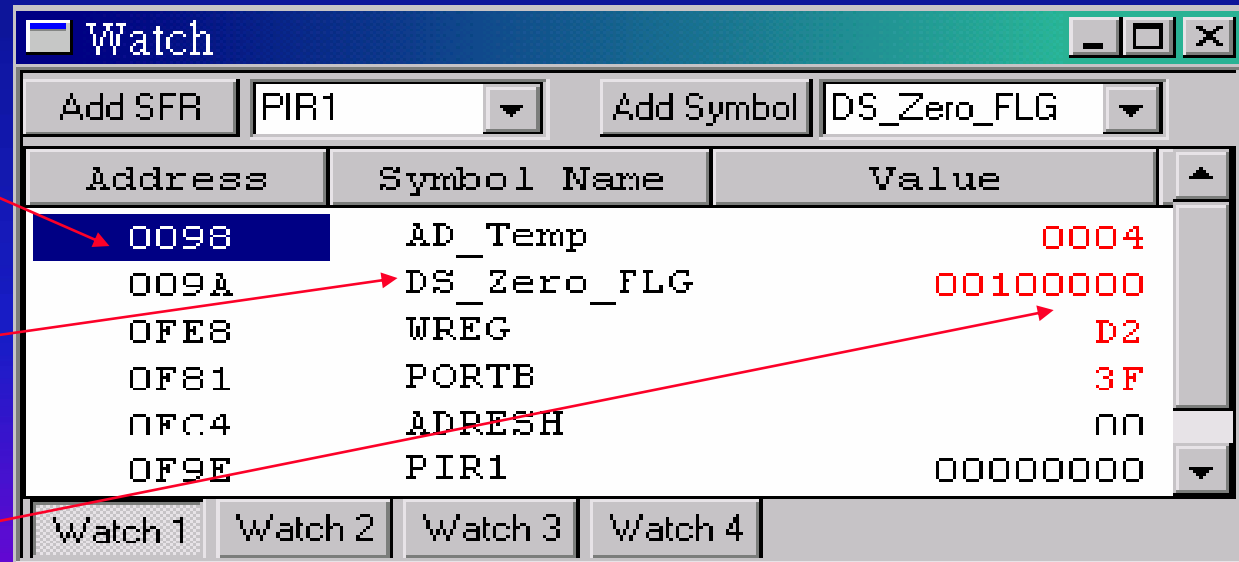 Watch
Add SFR PIR1 Add Symbol DS_Zero_FLG
Address Symbol Name Value
0098 AD_Temp 0004
009A DS_Zero_FLG 00100000
0FE8 WREG D2
0F81 PORTB 3F
0FC4 ADRESH 00
0F9E PIR1 00000000
Watch 1 Watch 2 Watch 3 Watch 4